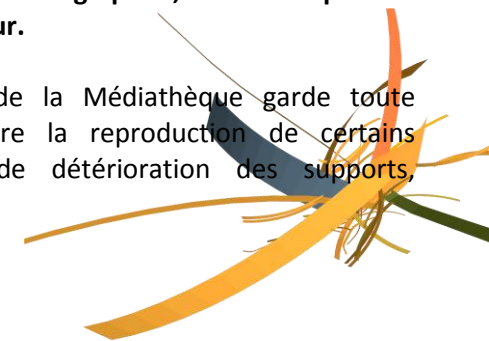 ur.
de la Médiathèque garde toute
re la reproduction de certains
de détérioration des supports,